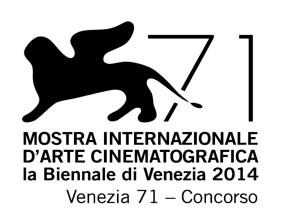 71
MOSTRA INTERNAZIONALE
D'ARTE CINEMATOGRAFICA
la Biennale di Venezia 2014
Venezia 71 – Concorso